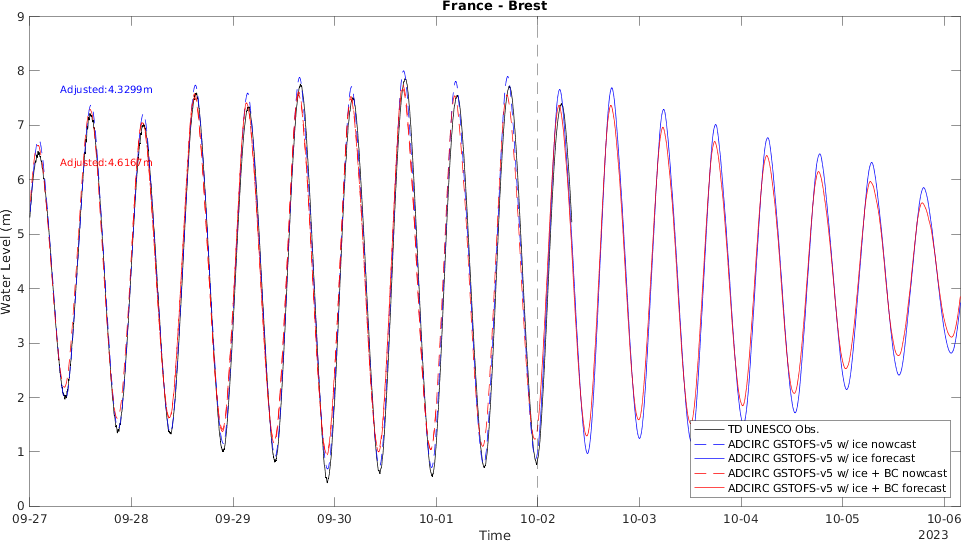 France - Brest
9
8
7
6
5
4
3
2
1
0
Water Level (m)
Adjusted:4.3299m
Adjusted:4.6167m
TD UNESCO Obs.
ADCIRC GSTOFS-v5 w/ ice nowcast
ADCIRC GSTOFS-v5 w/ ice forecast
ADCIRC GSTOFS-v5 w/ ice + BC nowcast
ADCIRC GSTOFS-v5 w/ ice + BC forecast
09-27 09-28 09-29 09-30 10-01 10-02 10-03 10-04 10-05 10-06
Time
2023